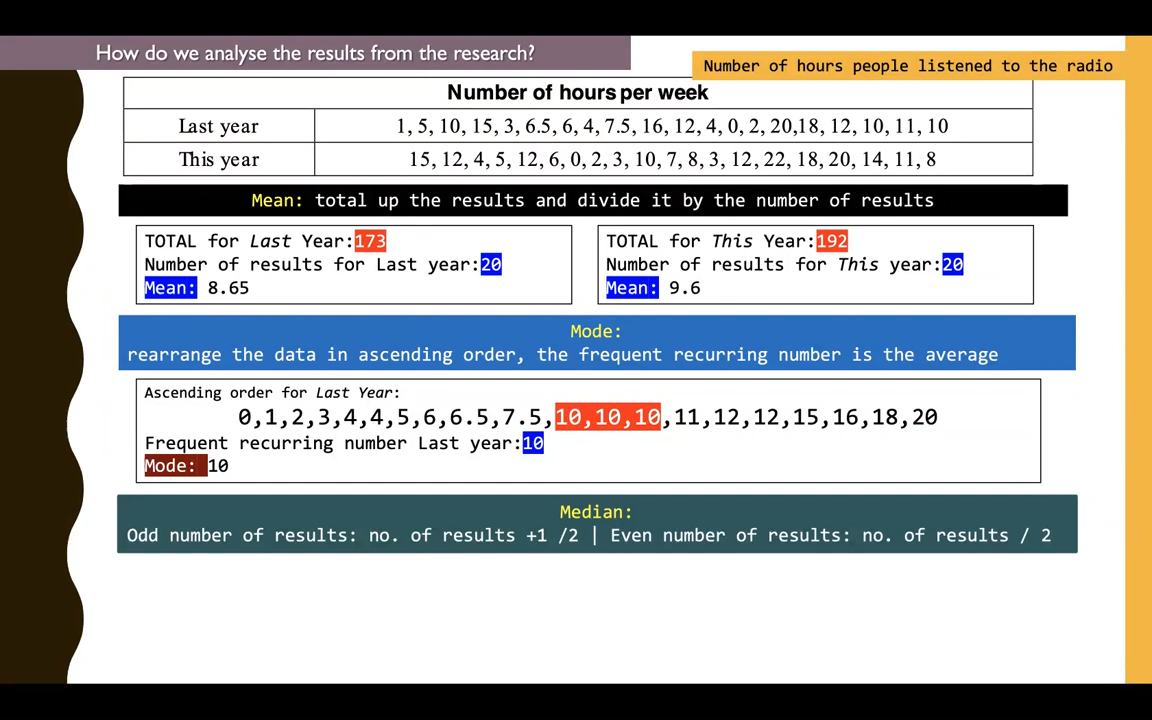 How do we analyse the results from the research?
Number of hours people listened to the radio
Number of hours per week
Last year 1, 5, 10, 15, 3, 6.5, 6, 4, 7.5, 16, 12, 4, 0, 2, 20,18, 12, 10, 11, 10
This year 15, 12, 4, 5, 12, 6, 0, 2, 3, 10, 7, 8, 3, 12, 22, 18, 20, 14, 11, 8
Mean: total up the results and divide it by the number of results
TOTAL for Last Year:173
Number of results for Last year:20
Mean: 8.65
TOTAL for This Year:192
Number of results for This year:20
Mean: 9.6
Mode:
rearrange the data in ascending order, the frequent recurring number is the average
Ascending order for Last Year:
0,1,2,3,4,4,5,6,6.5,7.5,10,10,10,11,12,12,15,16,18,20
Frequent recurring number Last year:10
Mode: 10
Median:
Odd number of results: no. of results +1 /2 | Even number of results: no. of results / 2